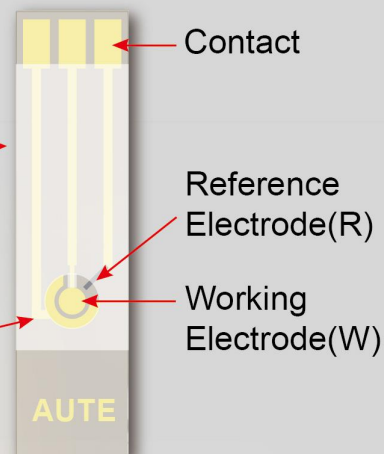 Contact
Reference
Electrode(R)
Working
Electrode(W)
AUTE